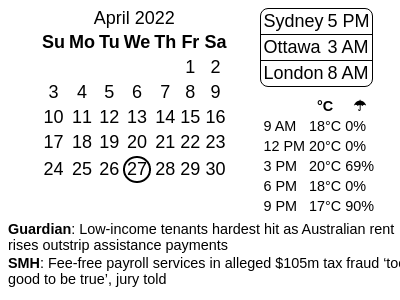 April 2022
Su Mo Tu We Th Fr Sa
1 2
3 4 5 6 7 8 9
10 11 12 13 14 15 16
17 18 19 20 21 22 23
24 25 26 27 28 29 30
Sydney 5 PM
Ottawa 3 AM
London 8 AM
°C ☂
9 AM 18°C 0%
12 PM 20°C 0%
3 PM 20°C 69%
6 PM 18°C 0%
9 PM 17°C 90%
Guardian: Low-income tenants hardest hit as Australian rent
rises outstrip assistance payments
SMH: Fee-free payroll services in alleged $105m tax fraud ‘too
good to be true’, jury told